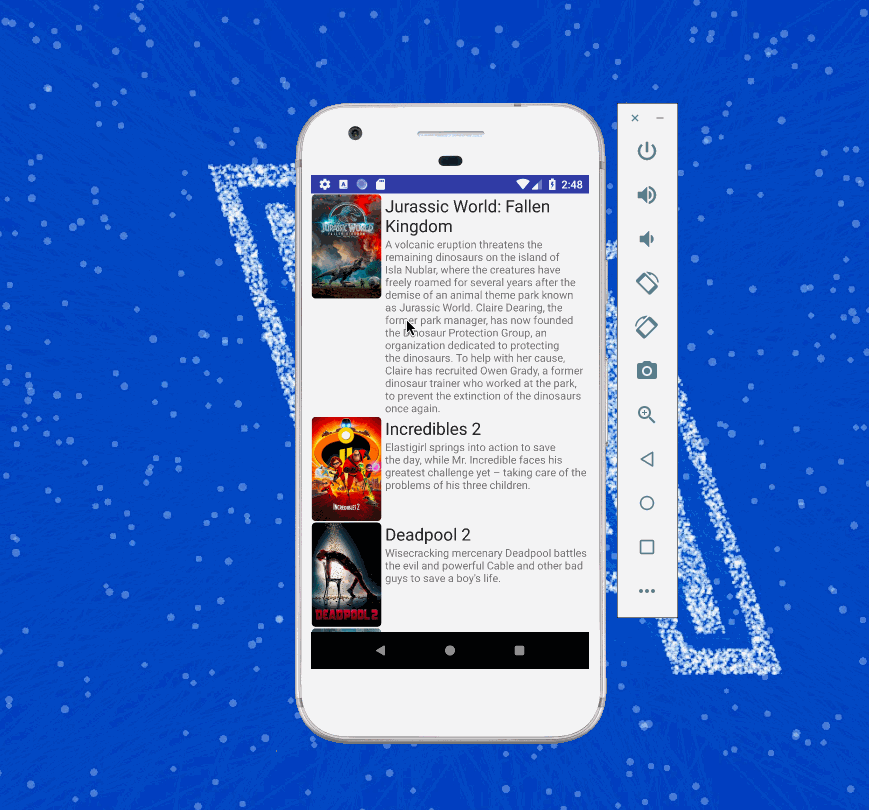 2:48
JURASSIC WORLD
FALLEN KINGDOM
Jurassic World: Fallen
Kingdom
A volcanic eruption threatens the
remaining dinosaurs on the island of
Isla Nublar, where the creatures have
freely roamed for several years after the
demise of an animal theme park known
as Jurassic World. Claire Dearing, the
former park manager, has now founded
the Dinosaur Protection Group, an
organization dedicated to protecting
the dinosaurs. To help with her cause,
Claire has recruited Owen Grady, a former
dinosaur trainer who worked at the park,
to prevent the extinction of the dinosaurs
once again.
INCREDIBLES 2
Incredibles 2
Elastigirl springs into action to save
the day, while Mr. Incredible faces his
greatest challenge yet – taking care of the
problems of his three children.
DEADPOOL 2
Deadpool 2
Wisecracking mercenary Deadpool battles
the evil and powerful Cable and other bad
guys to save a boy's life.